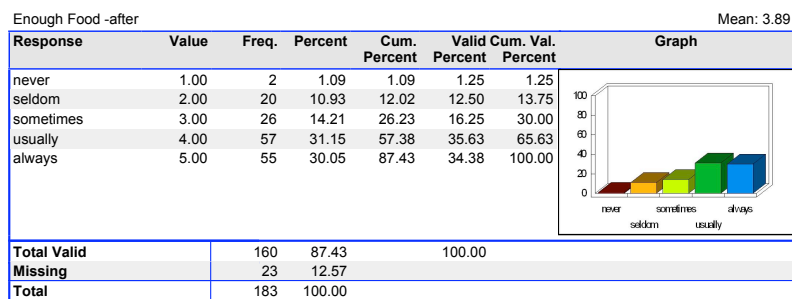 Enough Food -after Mean: 3.89
Response Value Freq. Percent Cum. Percent Valid Percent Cum. Val. Percent Graph
never 1.00 2 1.09 1.09 1.25 1.25
seldom 2.00 20 10.93 12.02 12.50 13.75
sometimes 3.00 26 14.21 26.23 16.25 30.00
usually 4.00 57 31.15 57.38 35.63 65.63
always 5.00 55 30.05 87.43 34.38 100.00
100
80
60
40
20
0
never sometimes always
seldom usually
Total Valid 160 87.43 100.00
Missing 23 12.57
Total 183 100.00